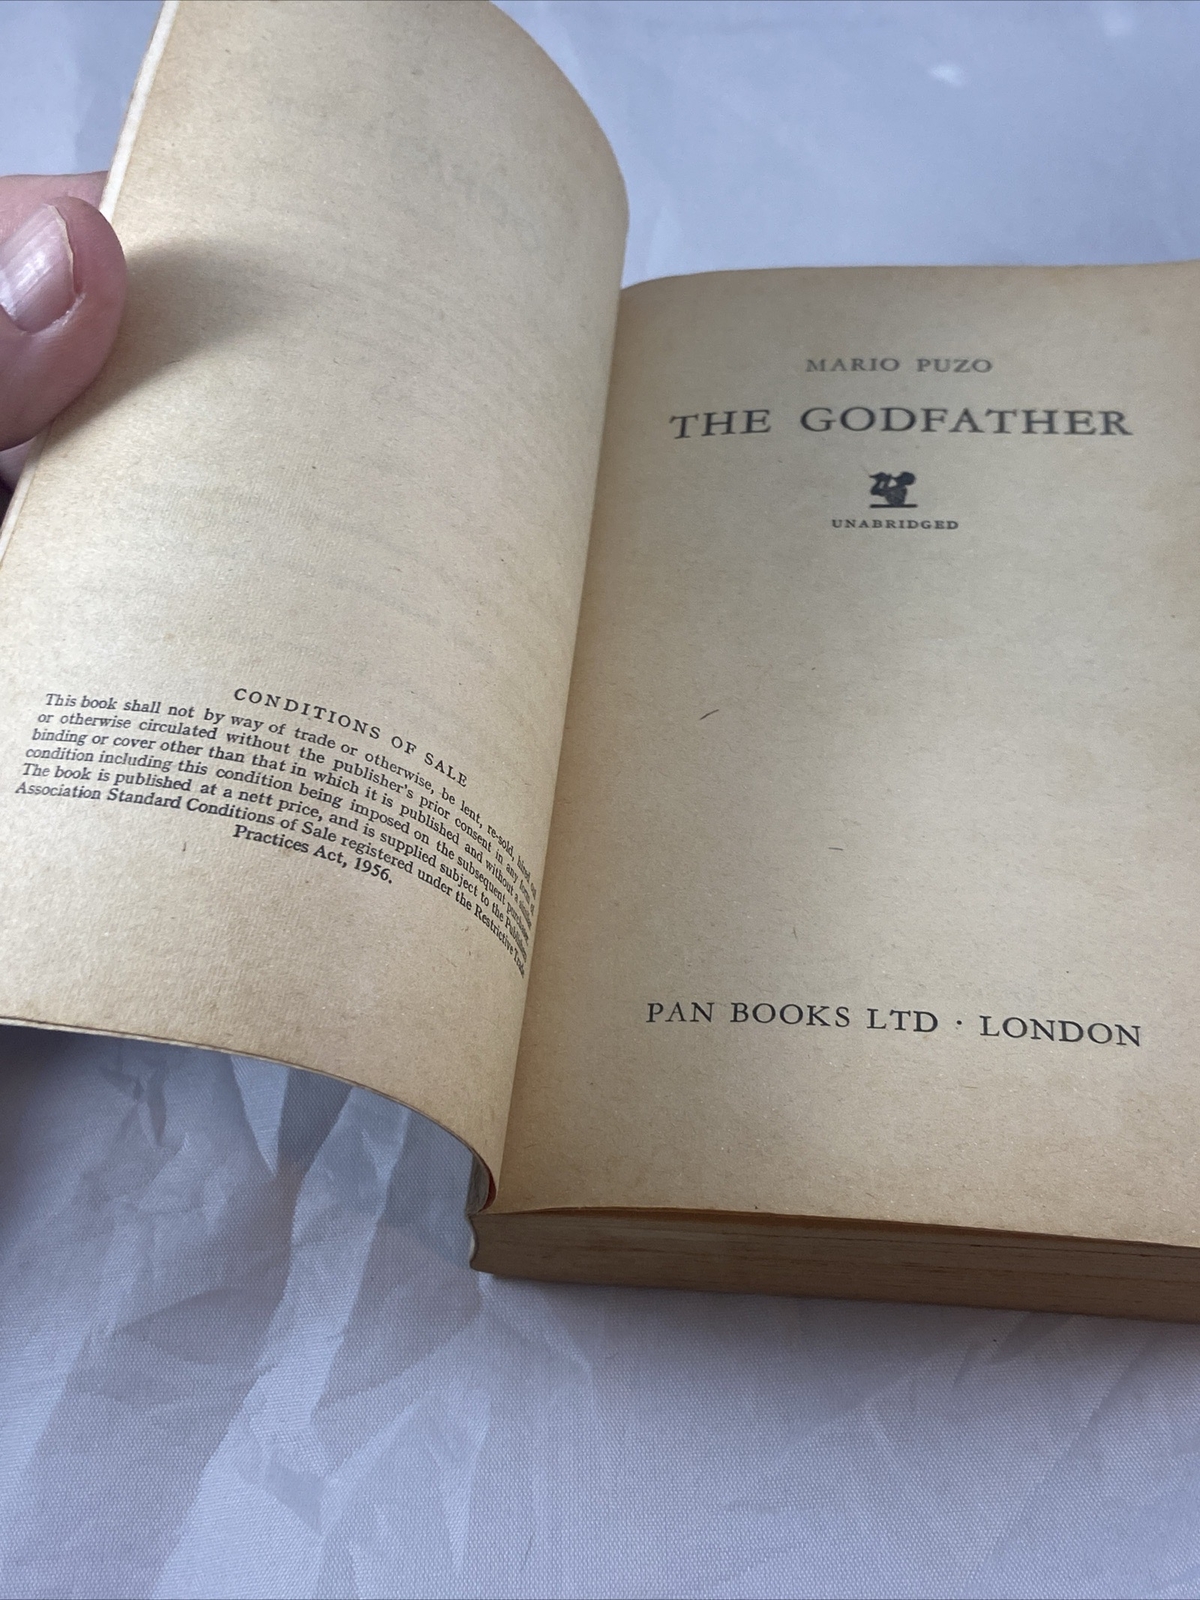 CONDITIONS OF SALE
This book shall not by way of trade or otherwise, be lent, re-sold, hired out
or otherwise circulated without the publisher's prior consent in any form of
binding or cover other than that in which it is published and without a similar
condition including this condition being imposed on the subsequent purchaser.
The book is published at a nett price, and is supplied subject to the Publishers
Association Standard Conditions of Sale registered under the Restrictive Trade
Practices Act, 1956.
MARIO PUZO
THE GODFATHER
UNABRIDGED
PAN BOOKS LTD · LONDON